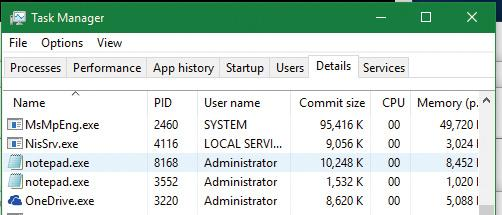 Task Manager
File Options View
Processes Performance App history Startup Users Details Services
Name PID User name Commit size CPU Memory (p...
MsMpEng.exe 2460 SYSTEM 95,416 K 00 49,720 K
NisSrv.exe 4116 LOCAL SERVI... 9,056 K 00 3,024 K
notepad.exe 8168 Administrator 10,248 K 00 8,452 K
notepad.exe 3552 Administrator 1,532 K 00 1,020 K
OneDrive.exe 3220 Administrator 8,620 K 00 5,088 K